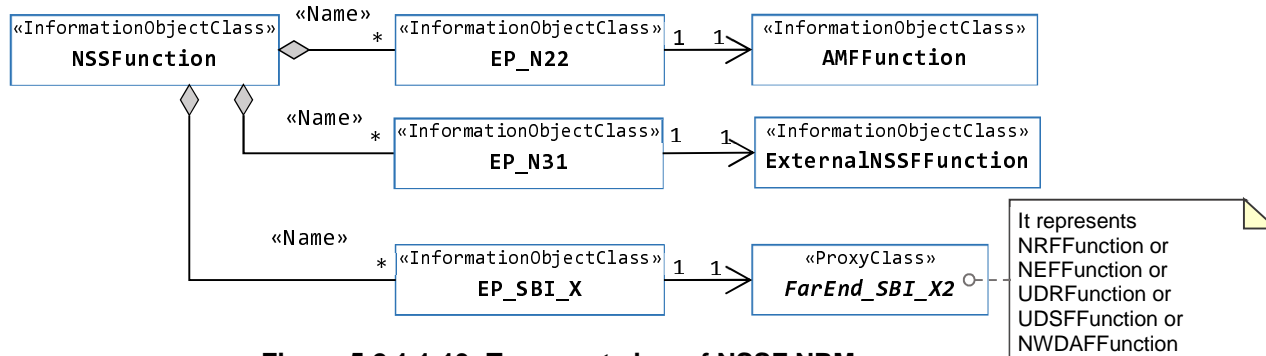 «Name»
«InformationObjectClass»
NSSFunction
*
«InformationObjectClass»
EP_N22
1 1
«InformationObjectClass»
AMFFunction
«Name»
*
«InformationObjectClass»
EP_N31
1 1
«InformationObjectClass»
ExternalNSSFFunction
«Name»
*
«InformationObjectClass»
EP_SBI_X
1 1
«ProxyClass»
FarEnd_SBI_X2
It represents
NRFFunction or
NEFFunction or
UDRFunction or
UDSFFunction or
NWDAFFunction